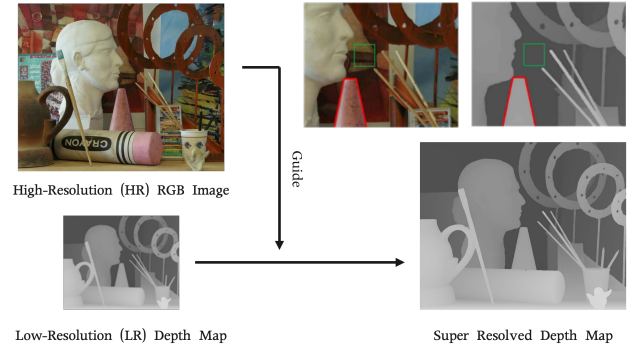 CRAYON
Guide
High-Resolution (HR) RGB Image
Low-Resolution (LR) Depth Map
Super Resolved Depth Map